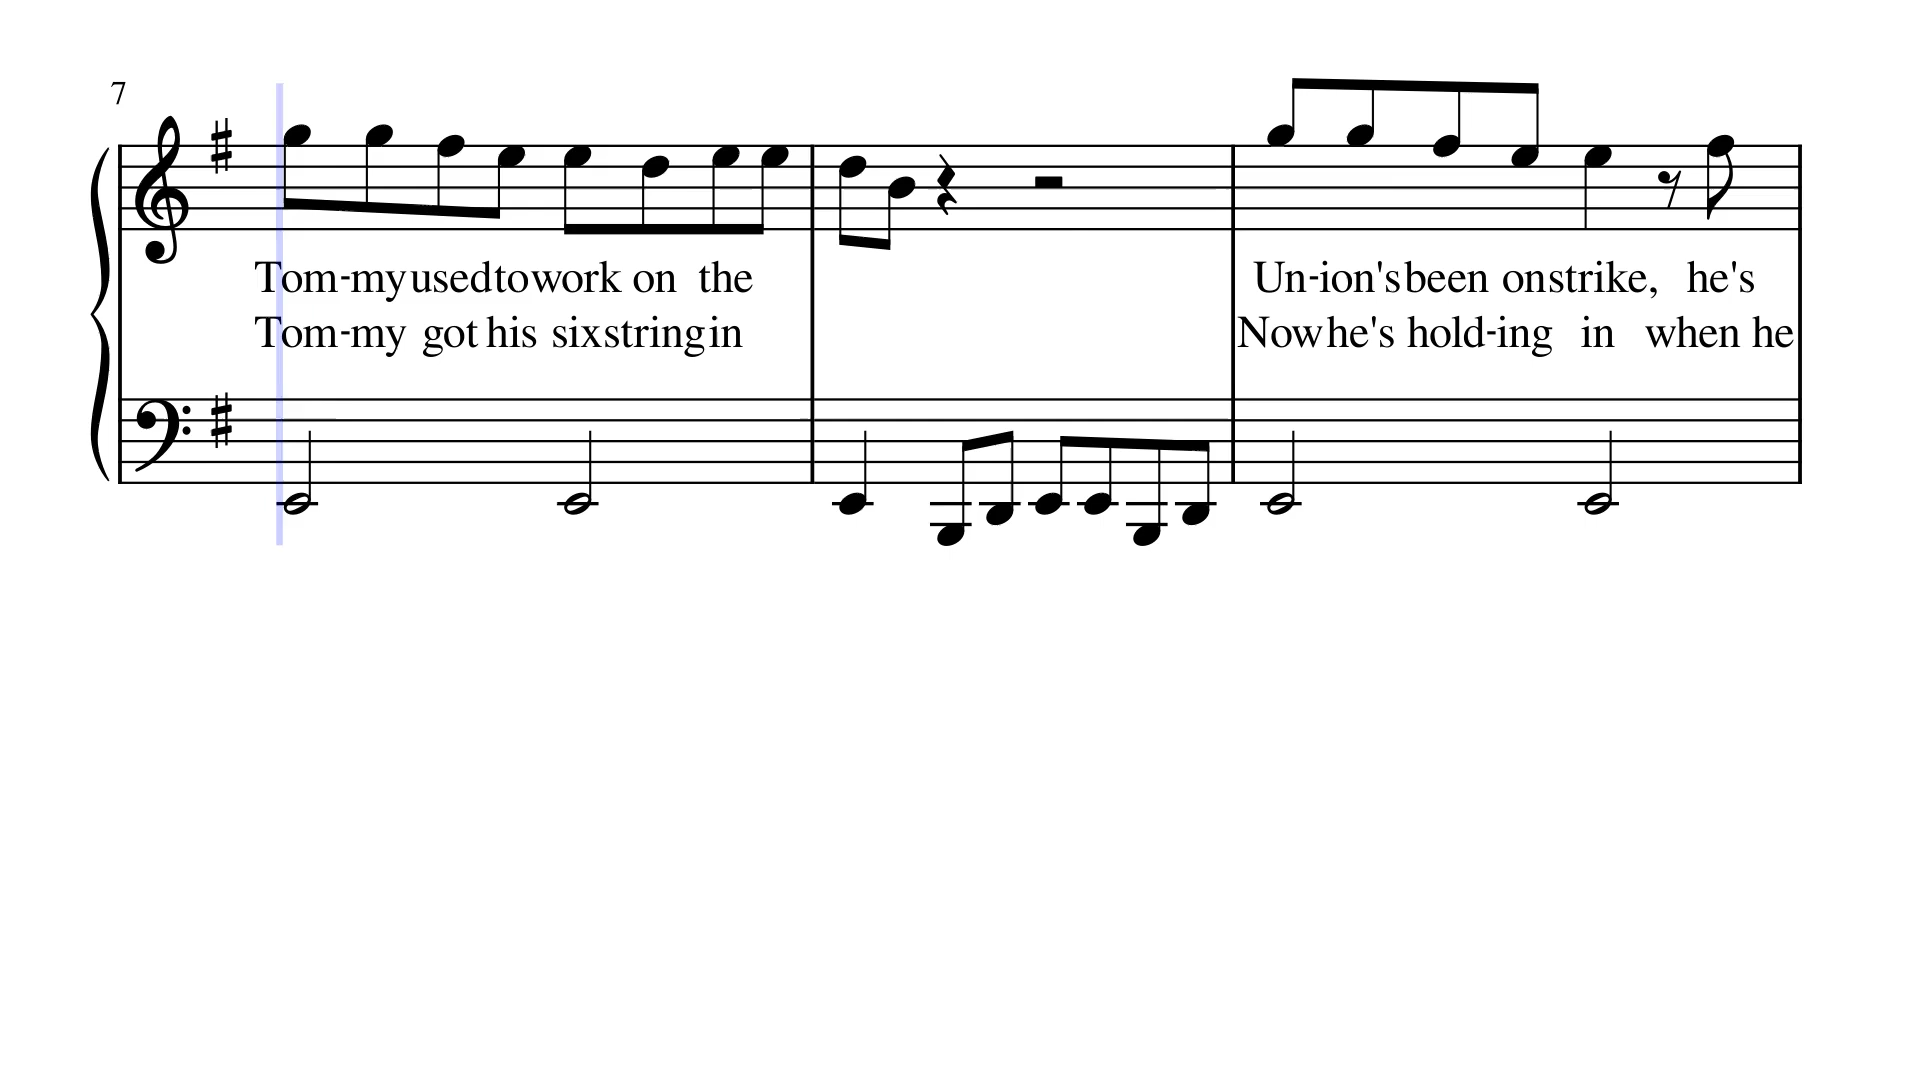 7
Tom-my used to work on the
Un-ion's been on strike, he's
Tom-my got his six string in
Now he's hold-ing in when he